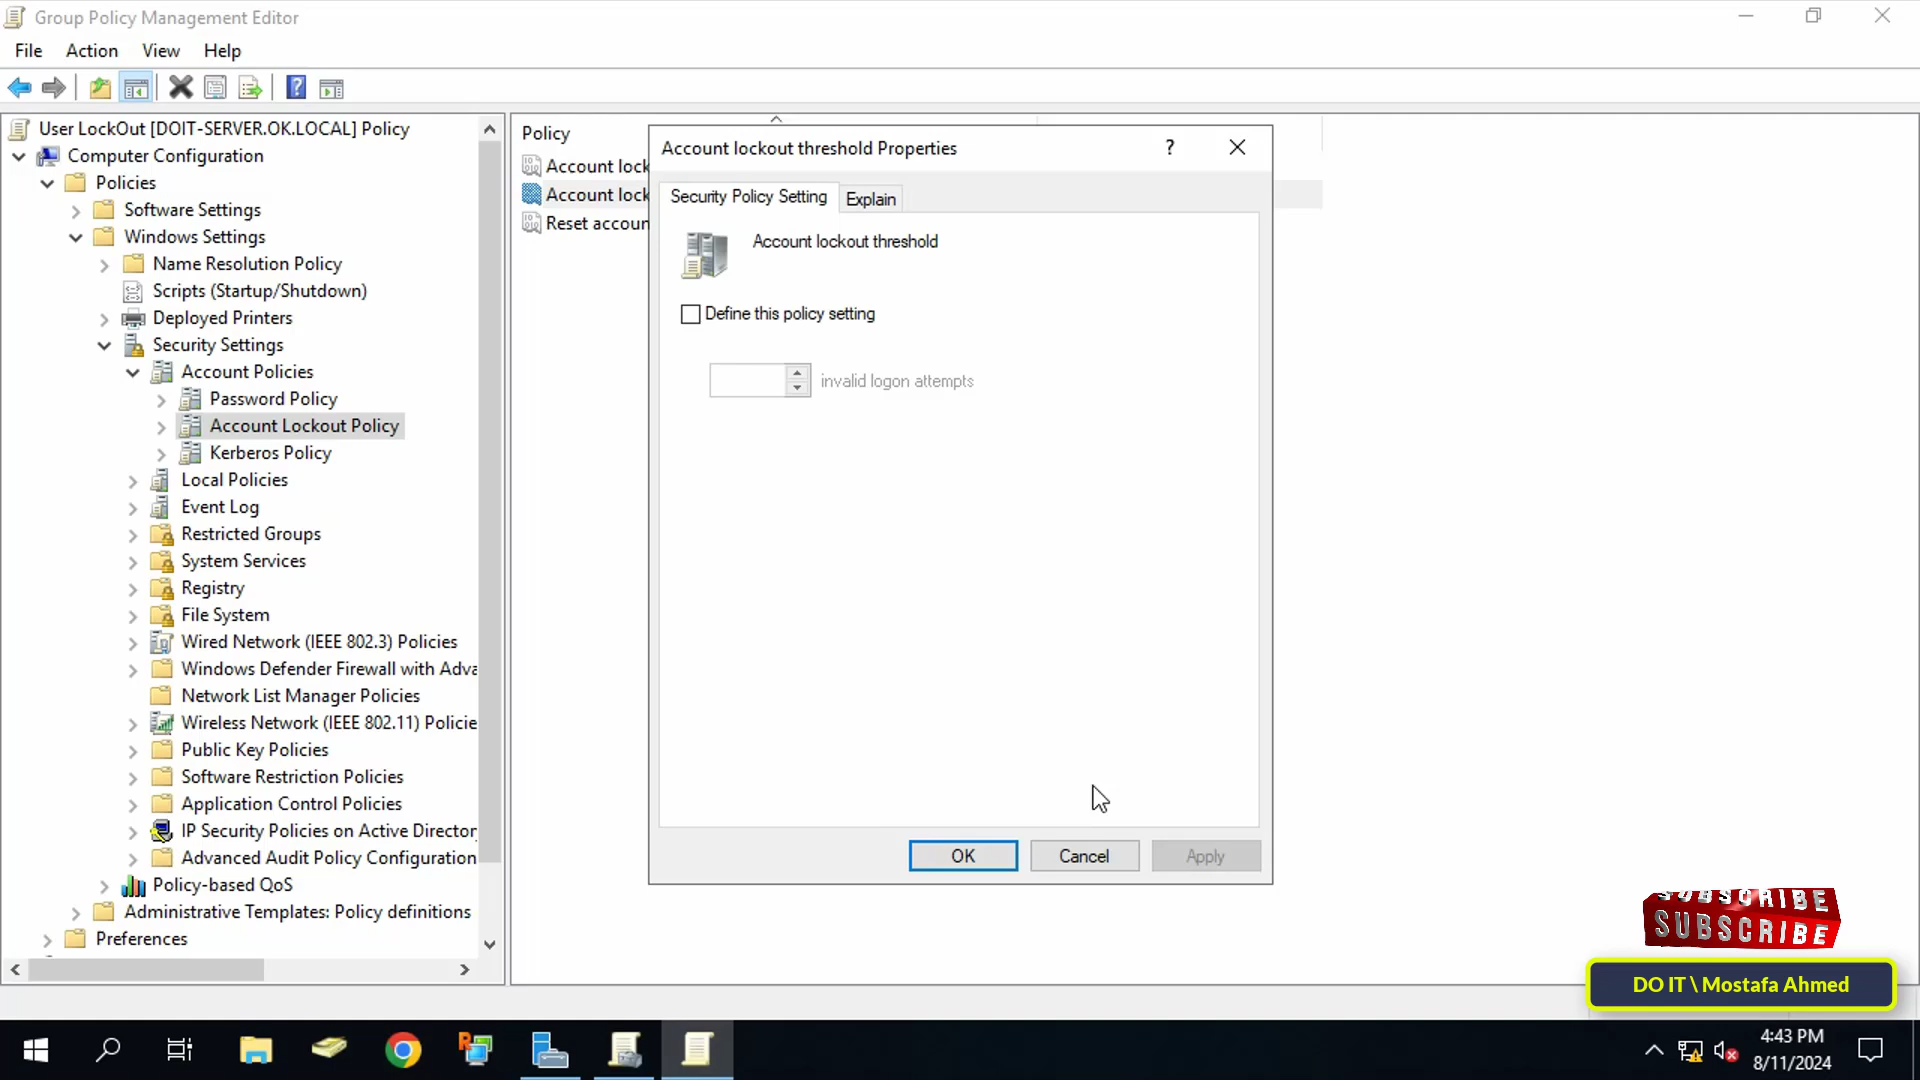 Group Policy Management Editor
File Action View Help
User LockOut [DOIT-SERVER.OK.LOCAL] Policy
Computer Configuration
Policies
Software Settings
Windows Settings
Name Resolution Policy
Scripts (Startup/Shutdown)
Deployed Printers
Security Settings
Account Policies
Password Policy
Account Lockout Policy
Kerberos Policy
Local Policies
Event Log
Restricted Groups
System Services
Registry
File System
Wired Network (IEEE 802.3) Policies
Windows Defender Firewall with Adva
Network List Manager Policies
Wireless Network (IEEE 802.11) Policie
Public Key Policies
Software Restriction Policies
Application Control Policies
IP Security Policies on Active Director
Advanced Audit Policy Configuration
Policy-based QoS
Administrative Templates: Policy definitions
Preferences
Policy
Account lock
Account lock
Reset accoun
Account lockout threshold Properties
?
Security Policy Setting Explain
Account lockout threshold
Define this policy setting
invalid logon attempts
OK Cancel Apply
SUBSCRIBE
SUBSCRIBE
DO IT \ Mostafa Ahmed
4:43 PM
8/11/2024